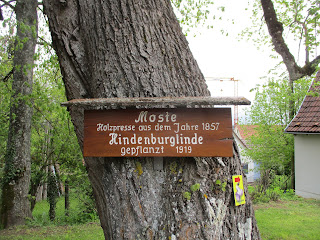 Moste
Holzpresse aus dem Jahre 1857
Hindenburglinde
gepflanzt 1919